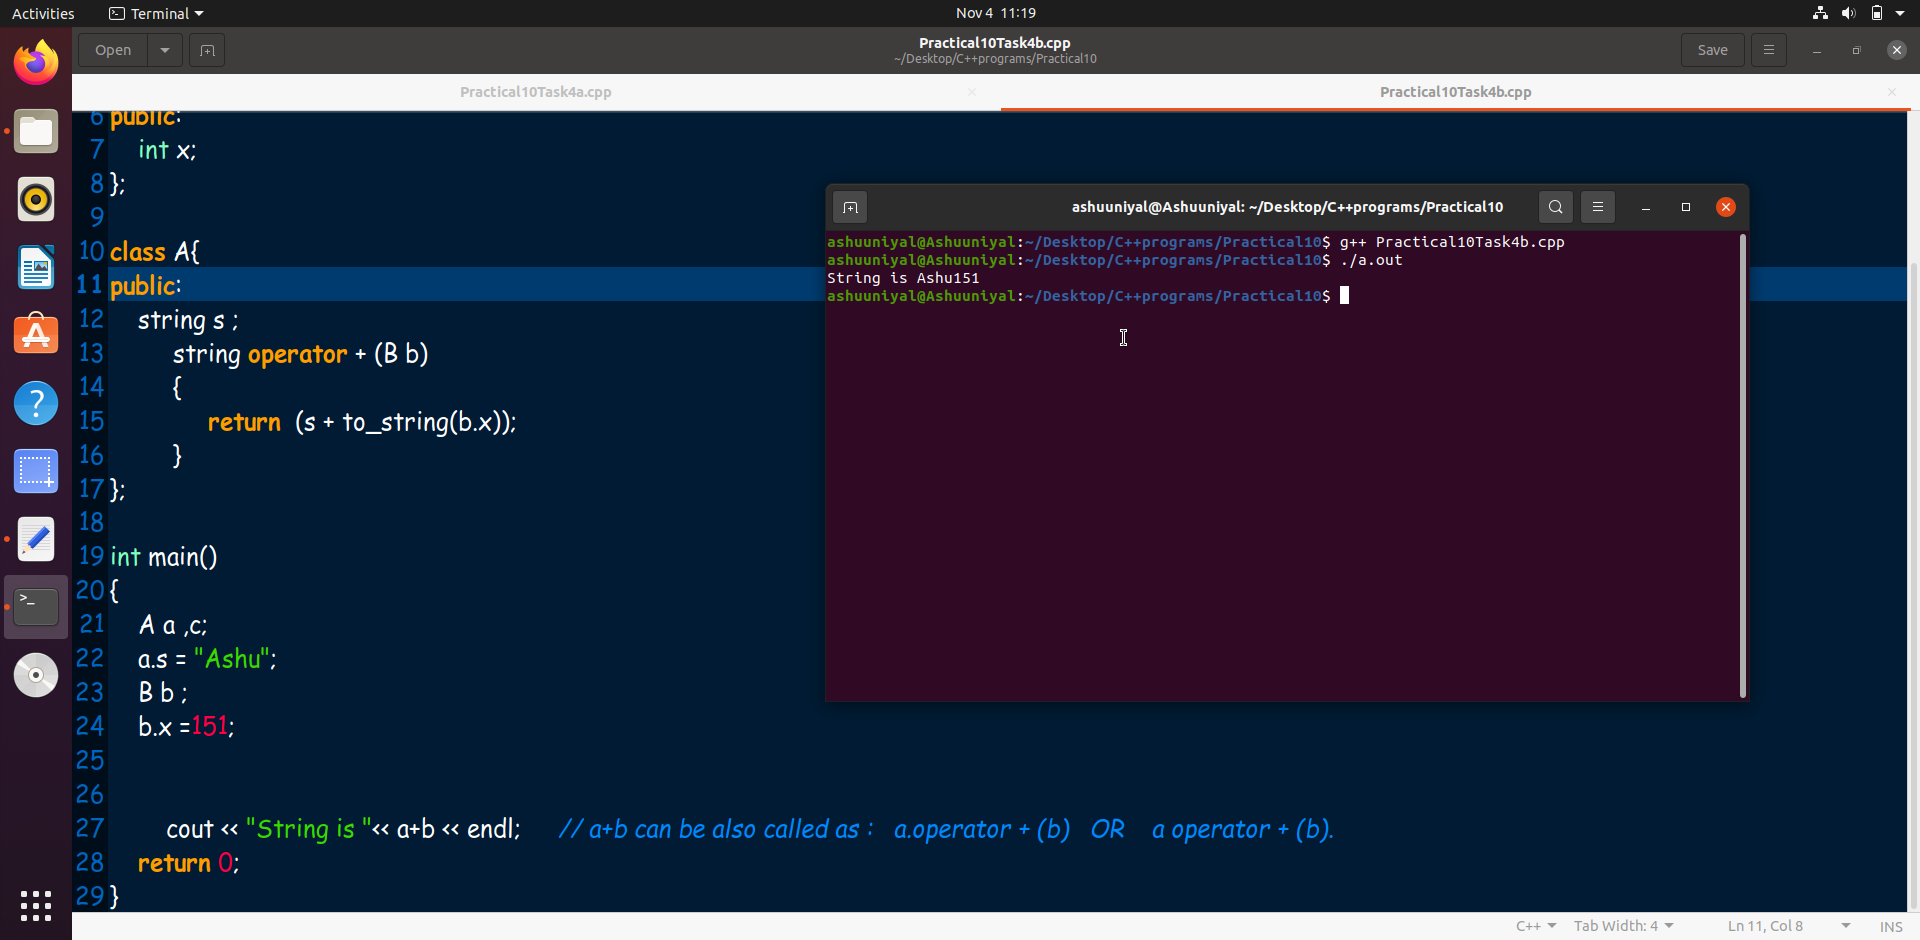 Activities
Terminal
Nov 4 11:19
Open
Practical10Task4b.cpp
~/Desktop/C++programs/Practical10
Save
Practical10Task4a.cpp
Practical10Task4b.cpp
6 public:
7 int x;
8 };
9
10 class A{
11 public:
12 string s ;
13 string operator + (B b)
14 {
15 return (s + to_string(b.x));
16 }
17 };
18
19 int main()
20 {
21 A a ,c;
22 a.s = "Ashu";
23 B b ;
24 b.x =151;
25
26
27 cout << "String is "<< a+b << endl; // a+b can be also called as : a.operator + (b) OR a operator + (b).
28 return 0;
29 }
ashuuniyal@Ashuuniyal: ~/Desktop/C++programs/Practical10
ashuuniyal@Ashuuniyal:~/Desktop/C++programs/Practical10$ g++ Practical10Task4b.cpp
ashuuniyal@Ashuuniyal:~/Desktop/C++programs/Practical10$ ./a.out
String is Ashu151
ashuuniyal@Ashuuniyal:~/Desktop/C++programs/Practical10$
C++
Tab Width: 4
Ln 11, Col 8
INS